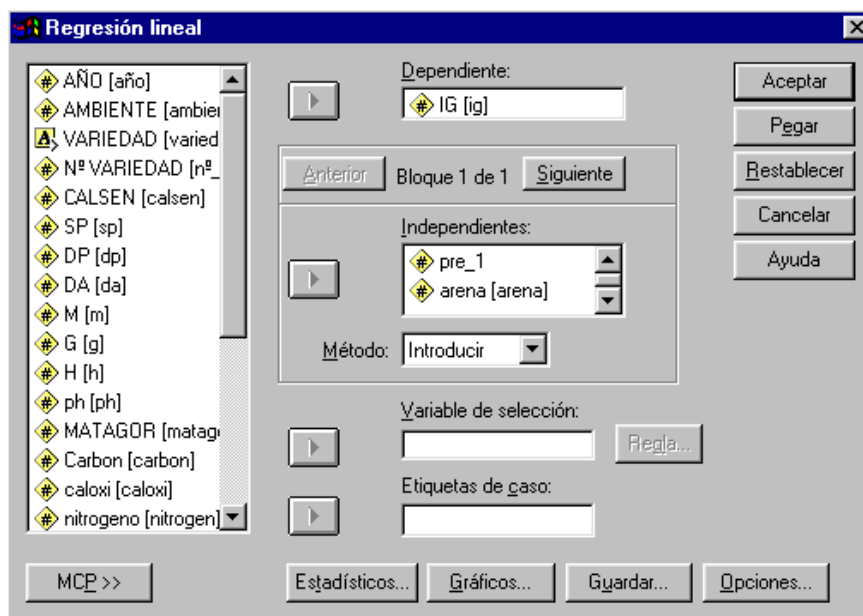 Regresión lineal
AÑO [año]
AMBIENTE [ambier
VARIEDAD [varied
Nº VARIEDAD [nº_
CALSEN [calsen]
SP [sp]
DP [dp]
DA [da]
M [m]
G [g]
H [h]
ph [ph]
MATAGOR [matag
Carbon [carbon]
caloxi [caloxi]
nitrogeno [nitrogen]
MCP >>
Dependiente:
IG [ig]
Anterior
Bloque 1 de 1
Siguiente
Independientes:
pre_1
arena [arena]
Método:
Introducir
Variable de selección:
Regla...
Etiquetas de caso:
Estadísticos...
Gráficos...
Guardar...
Opciones...
Aceptar
Pegar
Restablecer
Cancelar
Ayuda